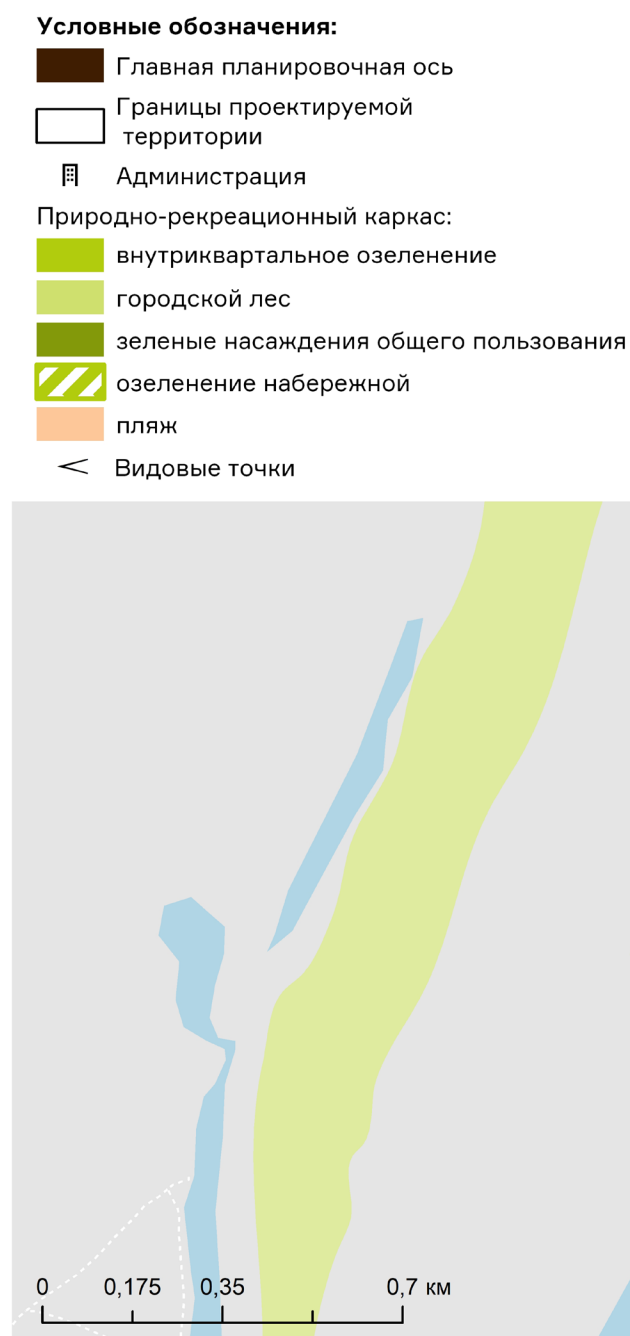 Условные обозначения:
Главная планировочная ось
Границы проектируемой
территории
Администрация
Природно-рекреационный каркас:
внутриквартальное озеленение
городской лес
зеленые насаждения общего пользования
озеленение набережной
пляж
Видовые точки
0 0,175 0,35 0,7 км